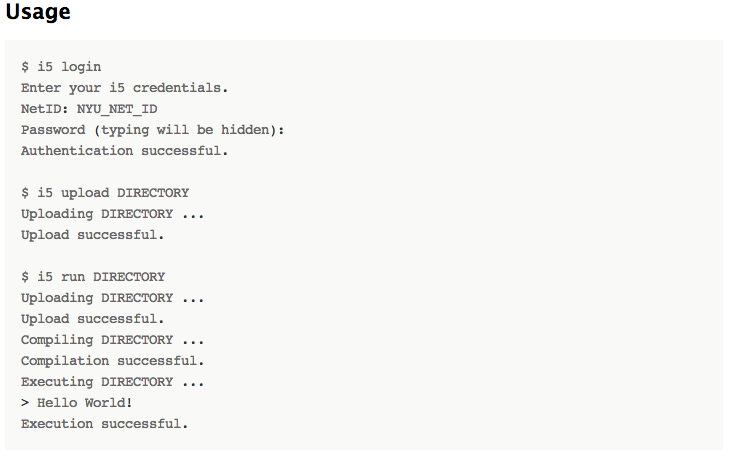 Usage
$ i5 login
Enter your i5 credentials.
NetID: NYU_NET_ID
Password (typing will be hidden):
Authentication successful.
$ i5 upload DIRECTORY
Uploading DIRECTORY ...
Upload successful.
$ i5 run DIRECTORY
Uploading DIRECTORY ...
Upload successful.
Compiling DIRECTORY ...
Compilation successful.
Executing DIRECTORY ...
> Hello World!
Execution successful.